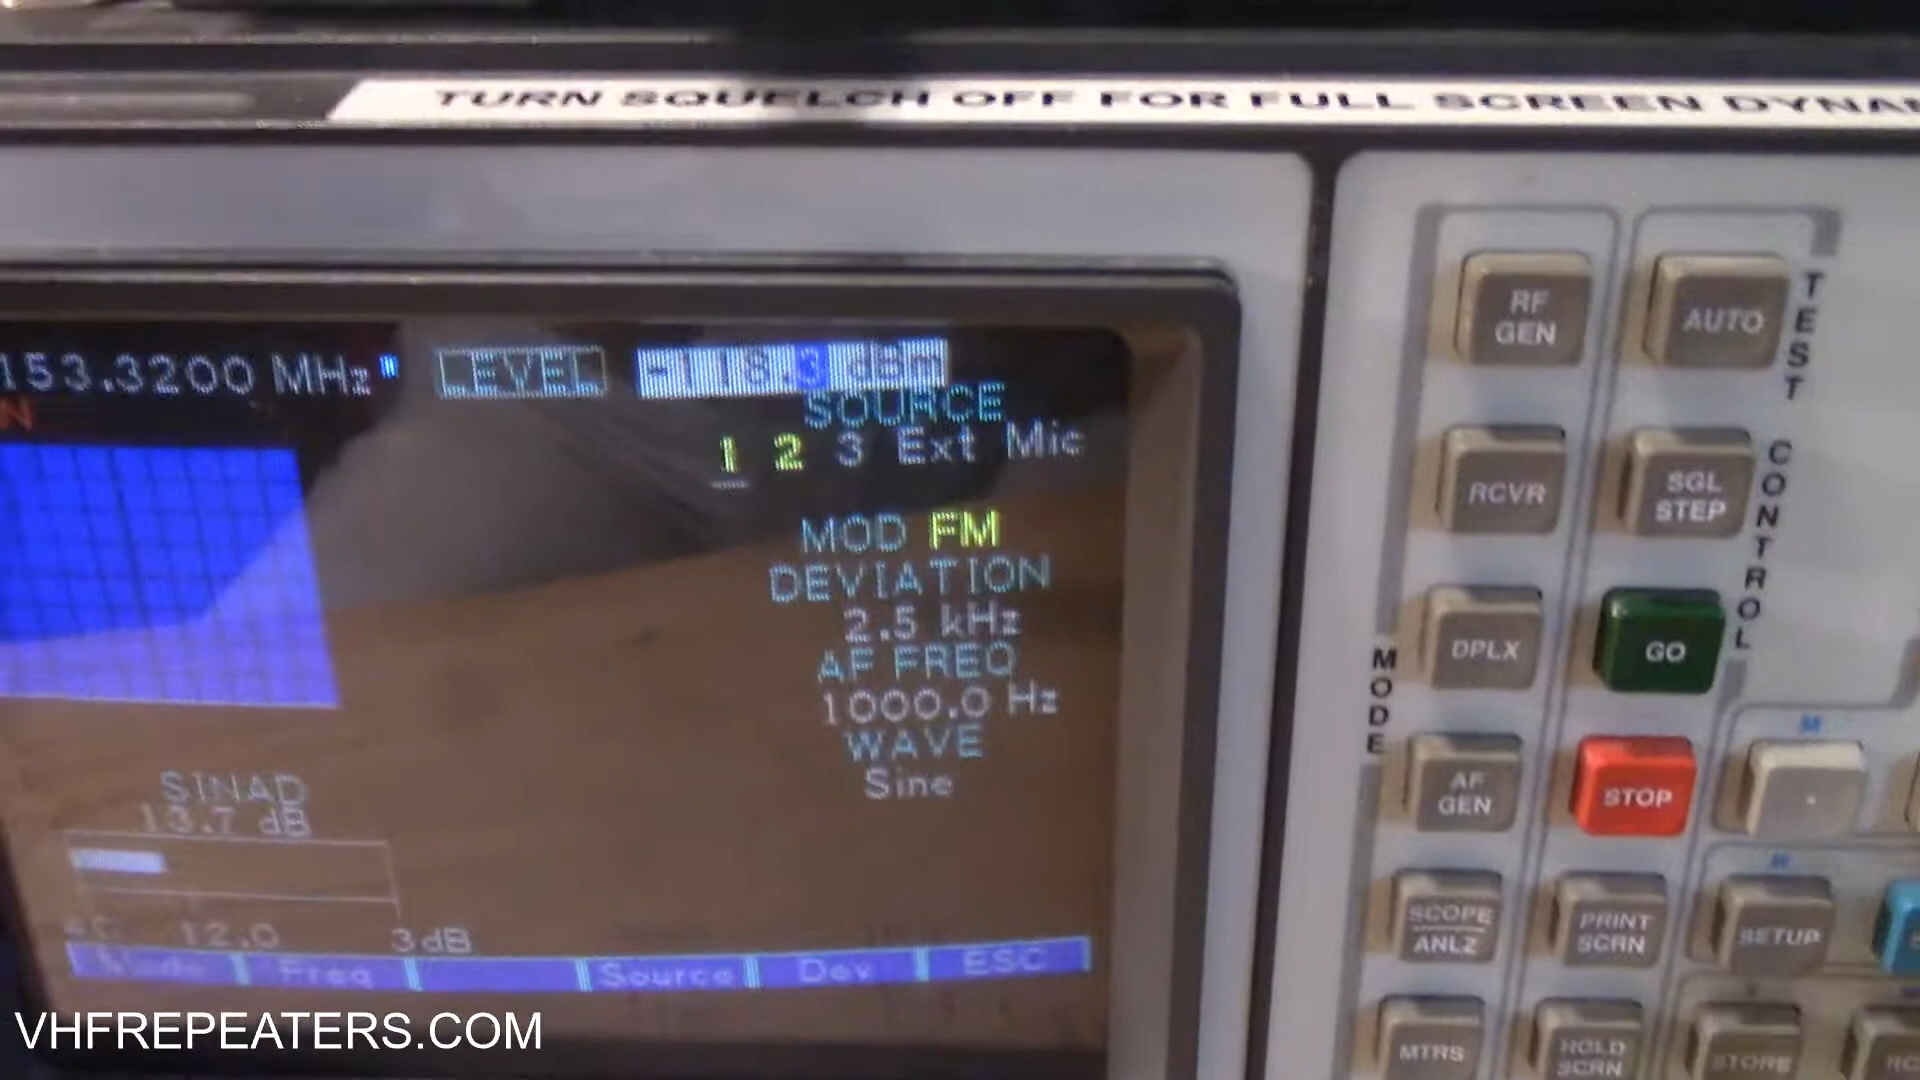 TURN SQUELCH OFF FOR FULL SCREEN
153.3200 MHz LEVEL -118.3 dBm
SOURCE
1 2 3 Ext Mic
MOD FM
DEVIATION
2.5 kHz
AF FREQ
1000.0 Hz
WAVE
Sine
SINAD
13.7 dB
12.0 3dB
Mode Freq Source Dev ESC
RF GEN
AUTO
TEST CONTROL
RCVR
SGL STEP
DPLX
GO
MODE
AF GEN
STOP
M
SCOPE ANLZ
PRINT SCRN
SETUP
MTRS
HOLD SCRN
STORE
VHFREPEATERS.COM